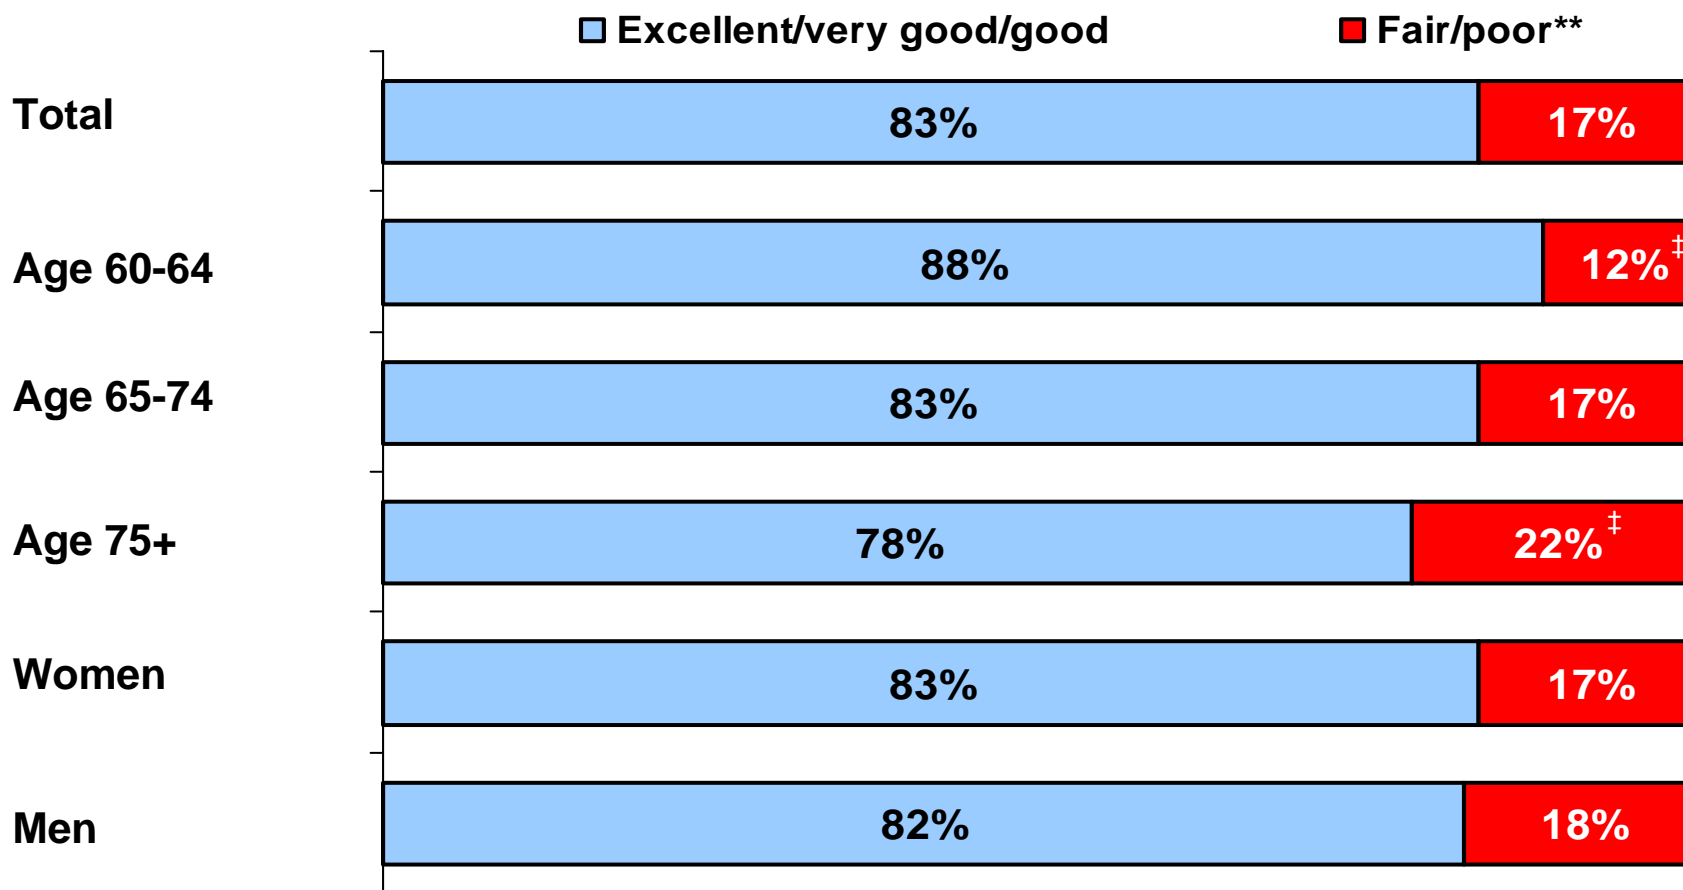 Excellent/very good/good Fair/poor**
Total 83% 17%
Age 60-64 88% 12%‡
Age 65-74 83% 17%
Age 75+ 78% 22%‡
Women 83% 17%
Men 82% 18%